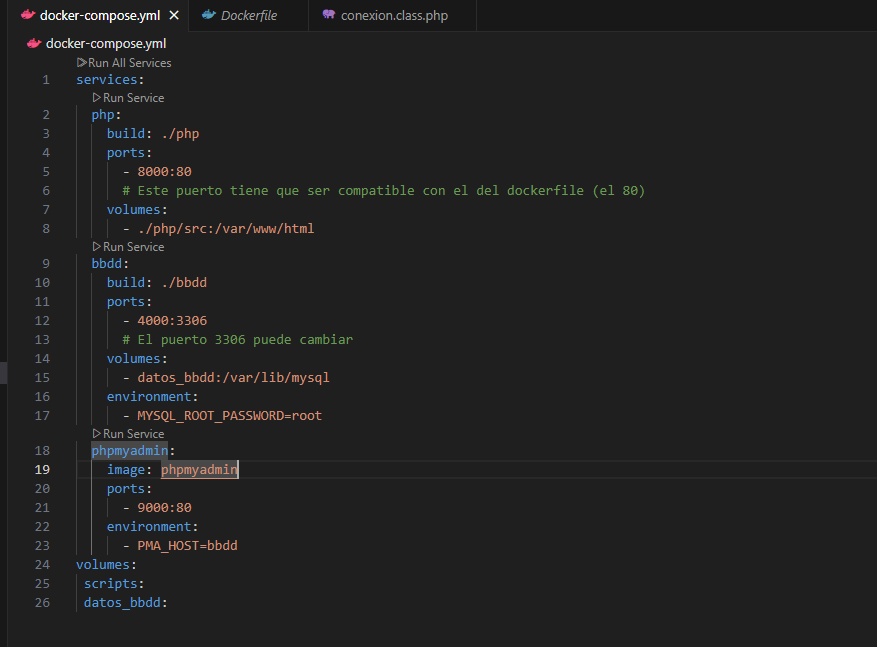 docker-compose.yml Dockerfile conexion.class.php
docker-compose.yml
Run All Services
1 services:
Run Service
2   php:
3     build: ./php
4     ports:
5       - 8000:80
6       # Este puerto tiene que ser compatible con el del dockerfile (el 80)
7     volumes:
8       - ./php/src:/var/www/html
Run Service
9   bbdd:
10     build: ./bbdd
11     ports:
12       - 4000:3306
13       # El puerto 3306 puede cambiar
14     volumes:
15       - datos_bbdd:/var/lib/mysql
16     environment:
17       - MYSQL_ROOT_PASSWORD=root
Run Service
18   phpmyadmin:
19     image: phpmyadmin
20     ports:
21       - 9000:80
22     environment:
23       - PMA_HOST=bbdd
24 volumes:
25  scripts:
26  datos_bbdd: